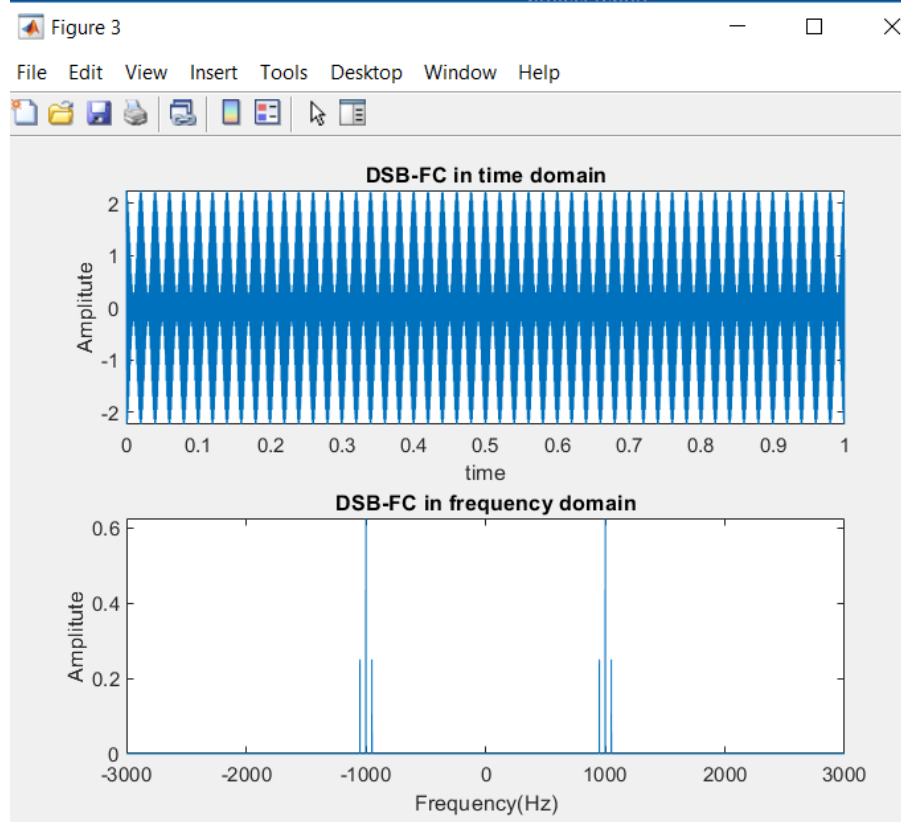 Figure 3
File Edit View Insert Tools Desktop Window Help
DSB-FC in time domain
2
1
0
-1
-2
Amplitute
0 0.1 0.2 0.3 0.4 0.5 0.6 0.7 0.8 0.9 1
time
DSB-FC in frequency domain
0.6
0.4
0.2
0
Amplitute
-3000 -2000 -1000 0 1000 2000 3000
Frequency(Hz)